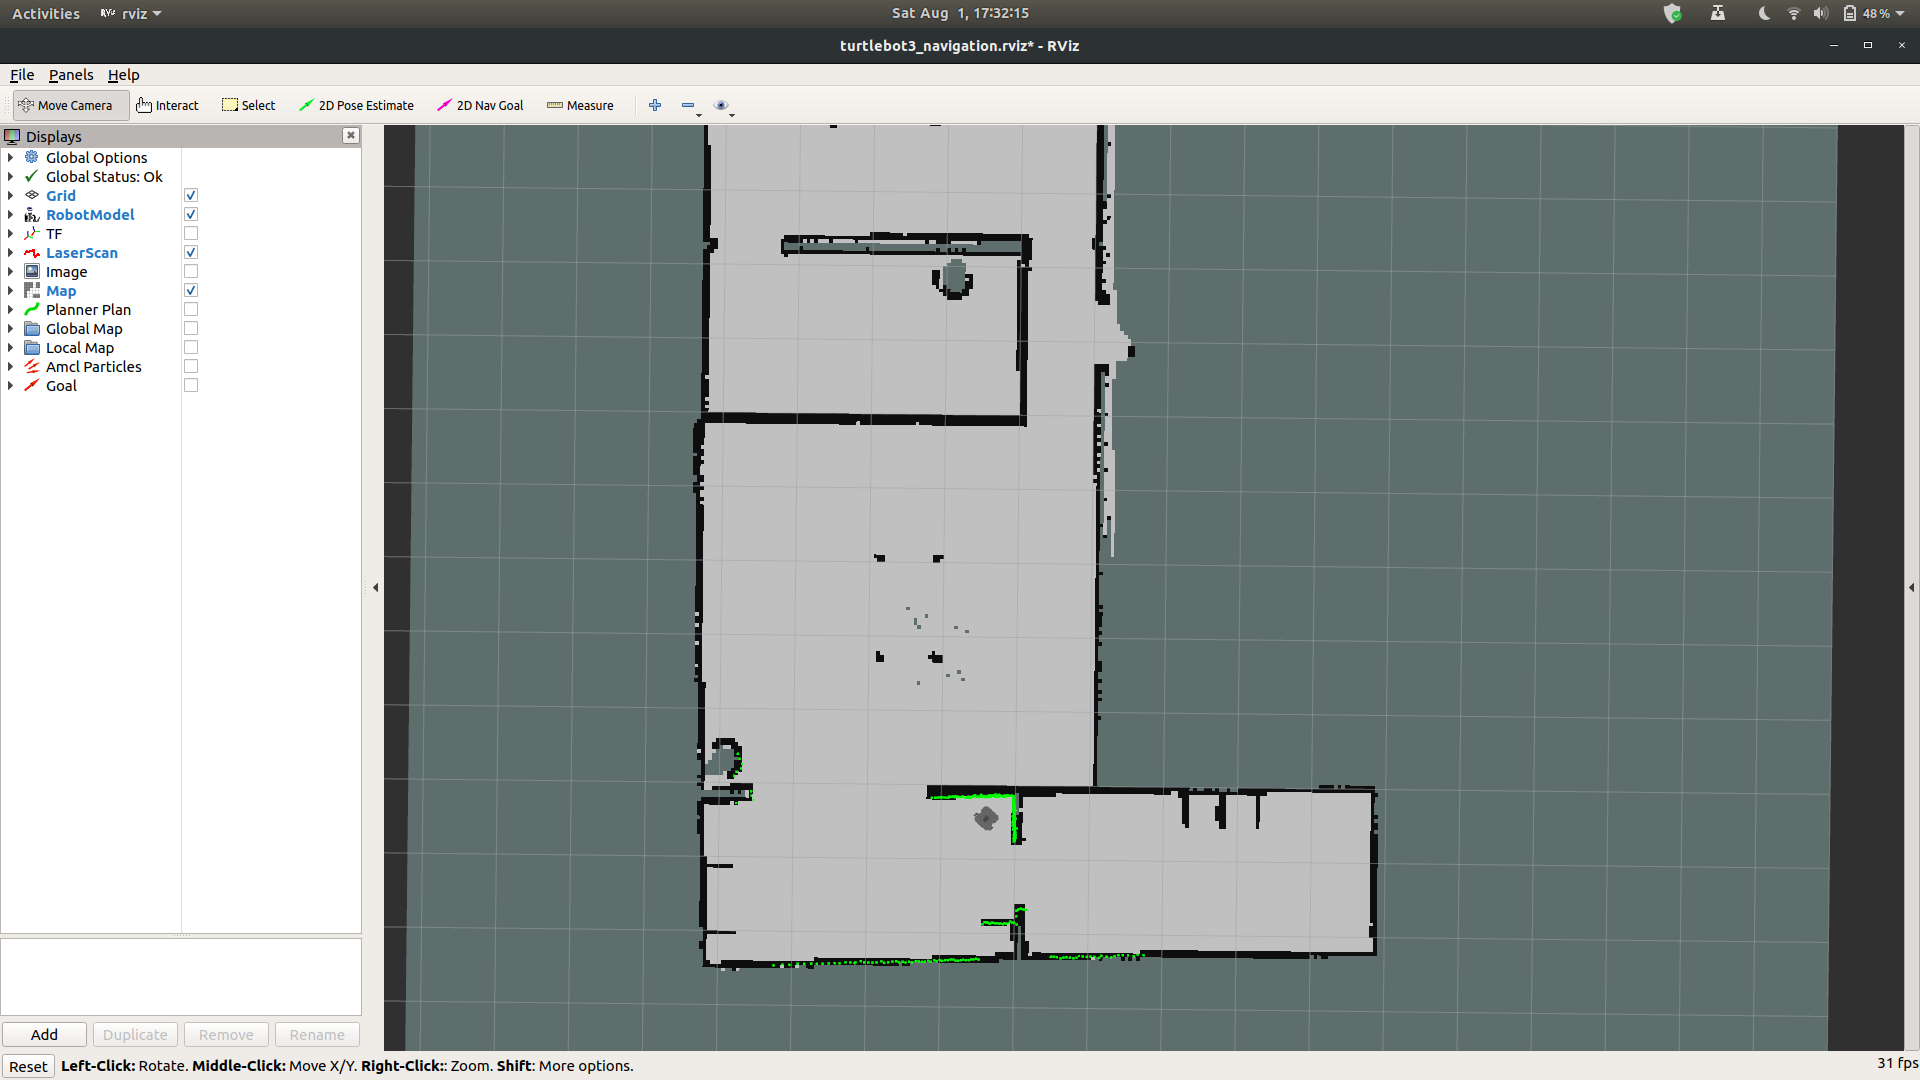 Activities rviz Sat Aug 1, 17:32:15 48 %
turtlebot3_navigation.rviz* - RViz
File Panels Help
Move Camera Interact Select 2D Pose Estimate 2D Nav Goal Measure
Displays
Global Options
Global Status: Ok
Grid
RobotModel
TF
LaserScan
Image
Map
Planner Plan
Global Map
Local Map
Amcl Particles
Goal
Add Duplicate Remove Rename
Reset Left-Click: Rotate. Middle-Click: Move X/Y. Right-Click:: Zoom. Shift: More options. 31 fps